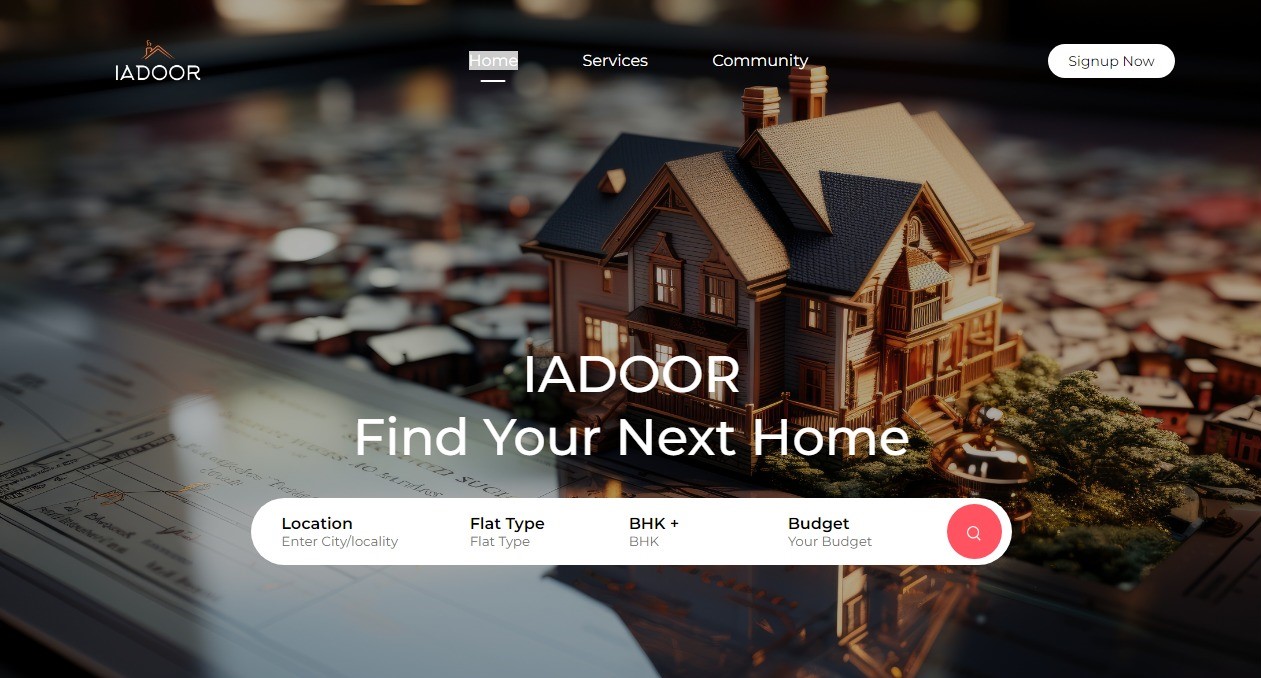 IADOOR
Home Services Community
Signup Now
IADOOR
Find Your Next Home
Location Flat Type BHK + Budget
Enter City/locality Flat Type BHK Your Budget